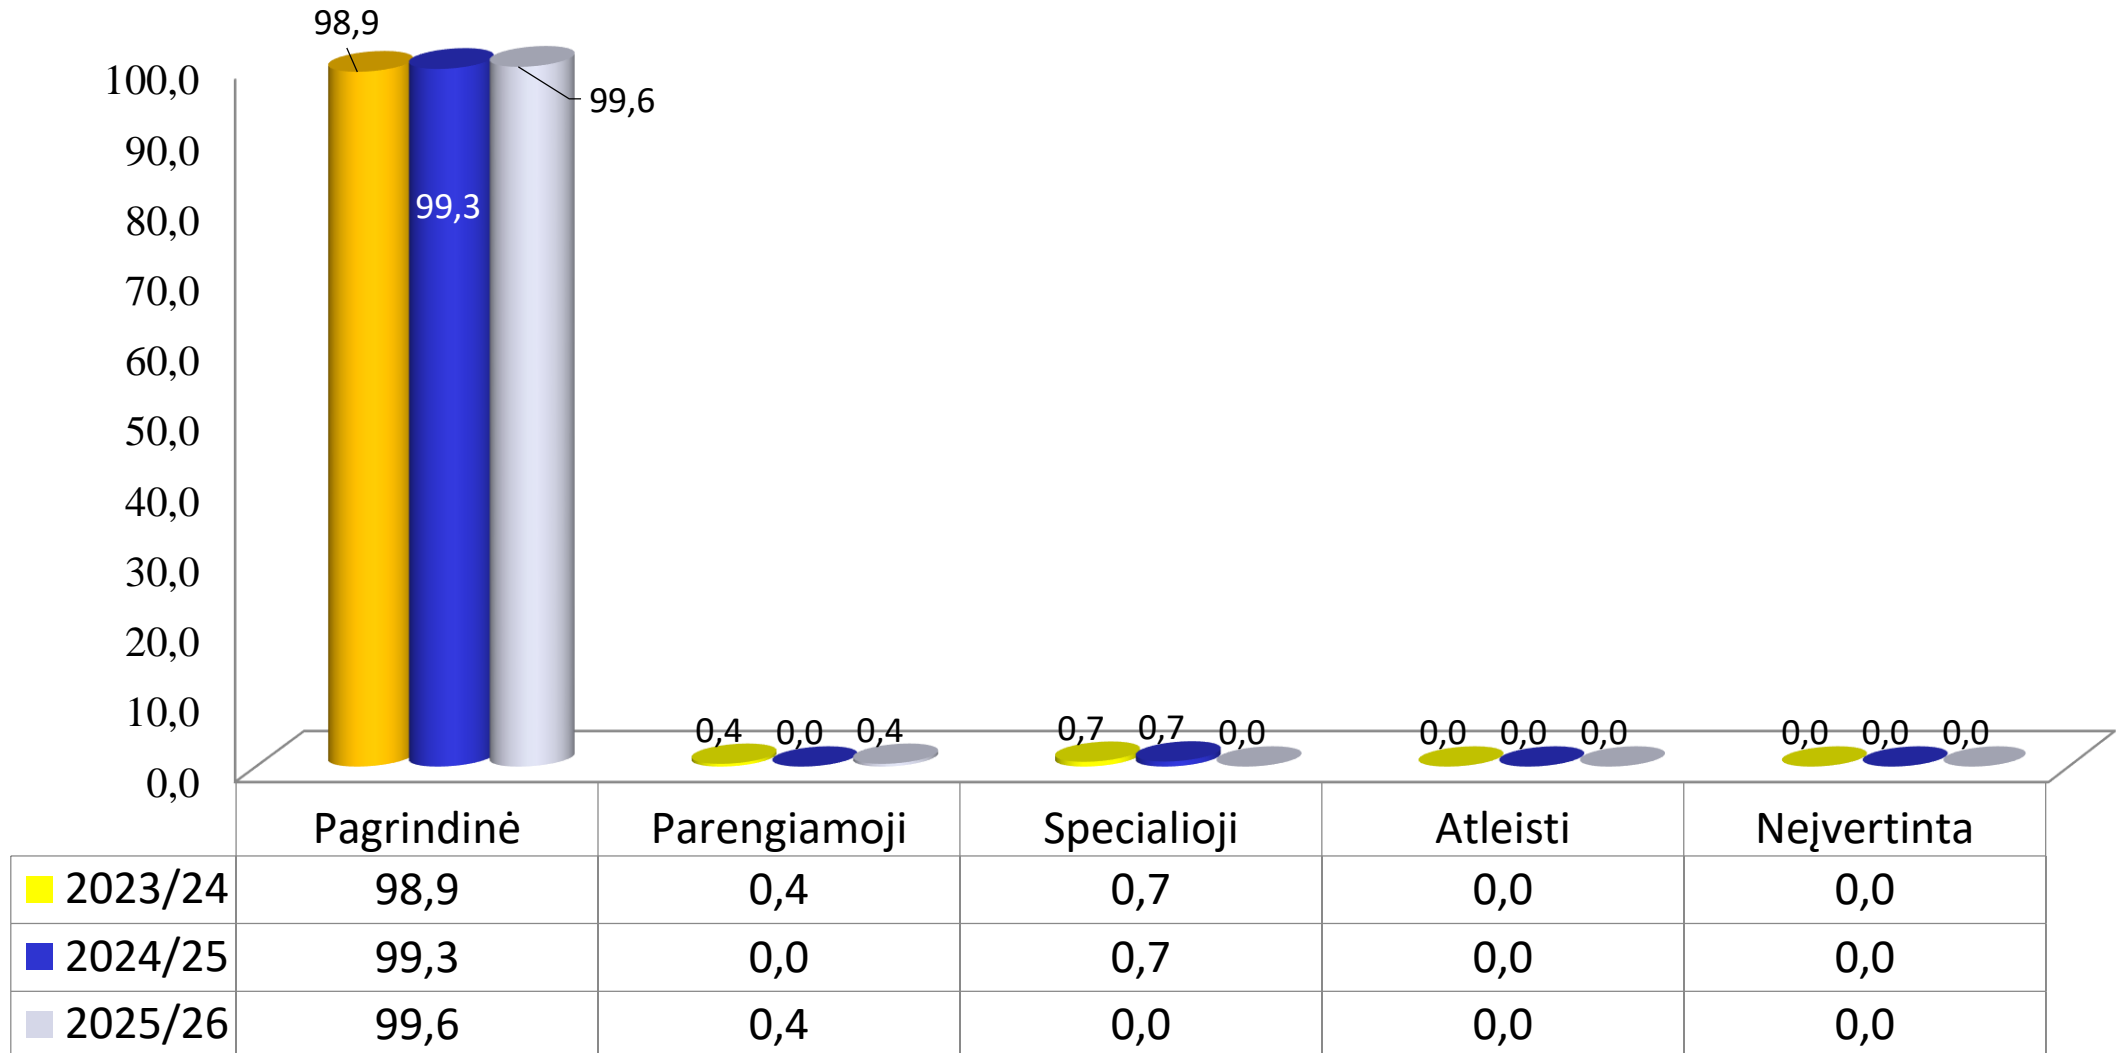 98,9
100,0
99,6
90,0
99,3
80,0
70,0
60,0
50,0
40,0
30,0
20,0
10,0
0,4 0,0 0,4 0,7 0,7 0,0 0,0 0,0 0,0 0,0 0,0 0,0
0,0
Pagrindinė Parengiamoji Specialioji Atleisti Neįvertinta
2023/24 98,9 0,4 0,7 0,0 0,0
2024/25 99,3 0,0 0,7 0,0 0,0
2025/26 99,6 0,4 0,0 0,0 0,0